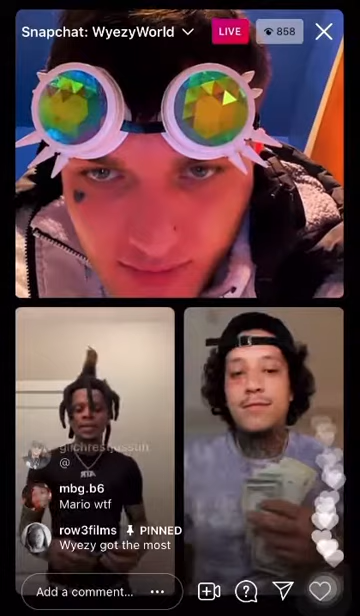 Snapchat: WyezyWorld
LIVE
858
@
mbg.b6
Mario wtf
row3films PINNED
Wyezy got the most
Add a comment...